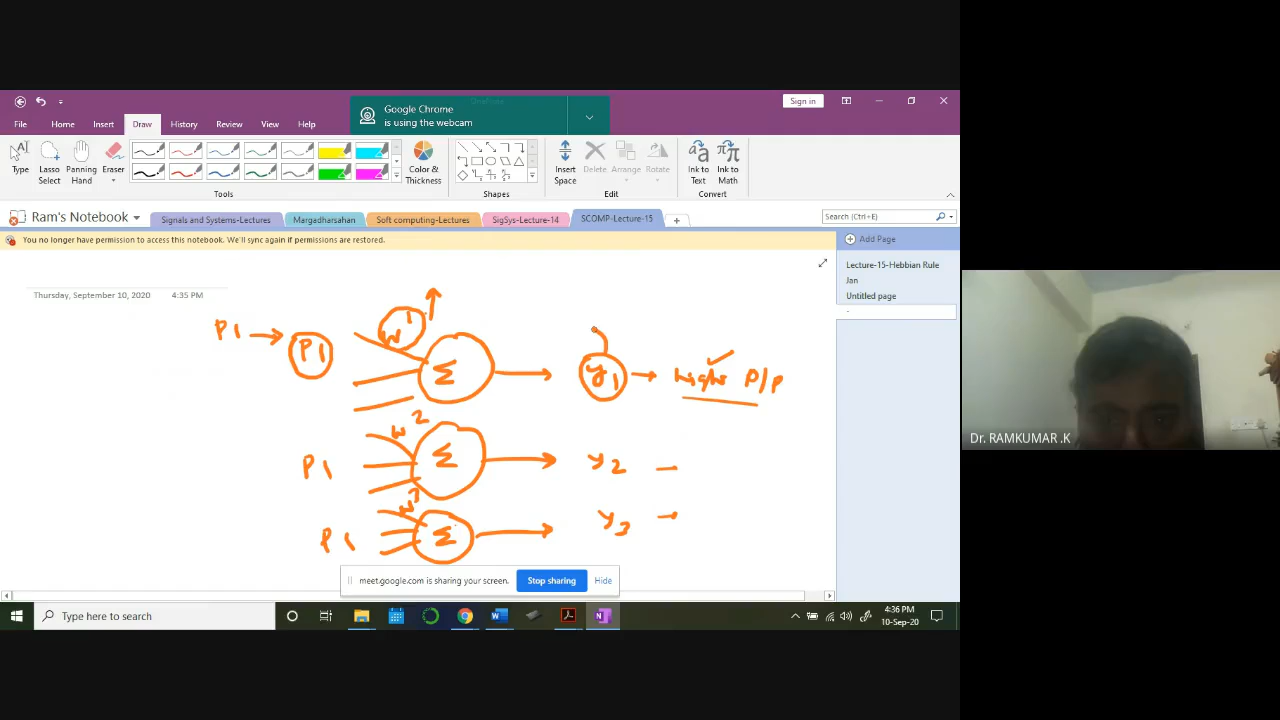 OneNote
Google Chrome
is using the webcam
Sign in
File Home Insert Draw History Review View Help
Type
Lasso Select
Panning Hand
Eraser
Color & Thickness
Insert Space
Delete
Arrange
Rotate
Ink to Text
Ink to Math
Tools
Shapes
Edit
Convert
Ram's Notebook
Signals and Systems-Lectures
Margadharsahan
Soft computing-Lectures
SigSys-Lecture-14
SCOMP-Lecture-15
Search (Ctrl+E)
You no longer have permission to access this notebook. We'll sync again if permissions are restored.
Add Page
Lecture-15-Hebbian Rule
Jan
Untitled page
Thursday, September 10, 2020 4:35 PM
P1 → P1 w1 Σ y1 → higher O/P
P1 w2 Σ y2 →
P1 w3 Σ y3 →
Dr. RAMKUMAR .K
meet.google.com is sharing your screen. Stop sharing Hide
Type here to search
4:36 PM
10-Sep-20